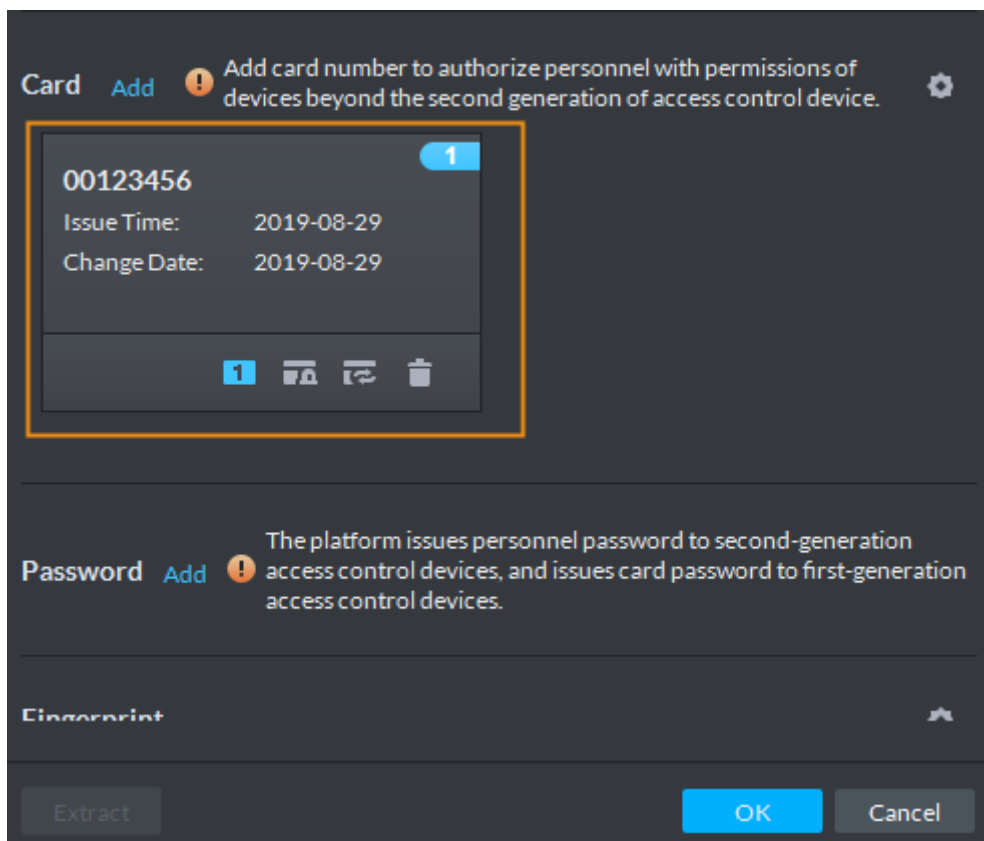 Card Add ! Add card number to authorize personnel with permissions of
devices beyond the second generation of access control device.
1
00123456
Issue Time: 2019-08-29
Change Date: 2019-08-29
1
The platform issues personnel password to second-generation
Password Add ! access control devices, and issues card password to first-generation
access control devices.
Fingerprint
Extract OK Cancel